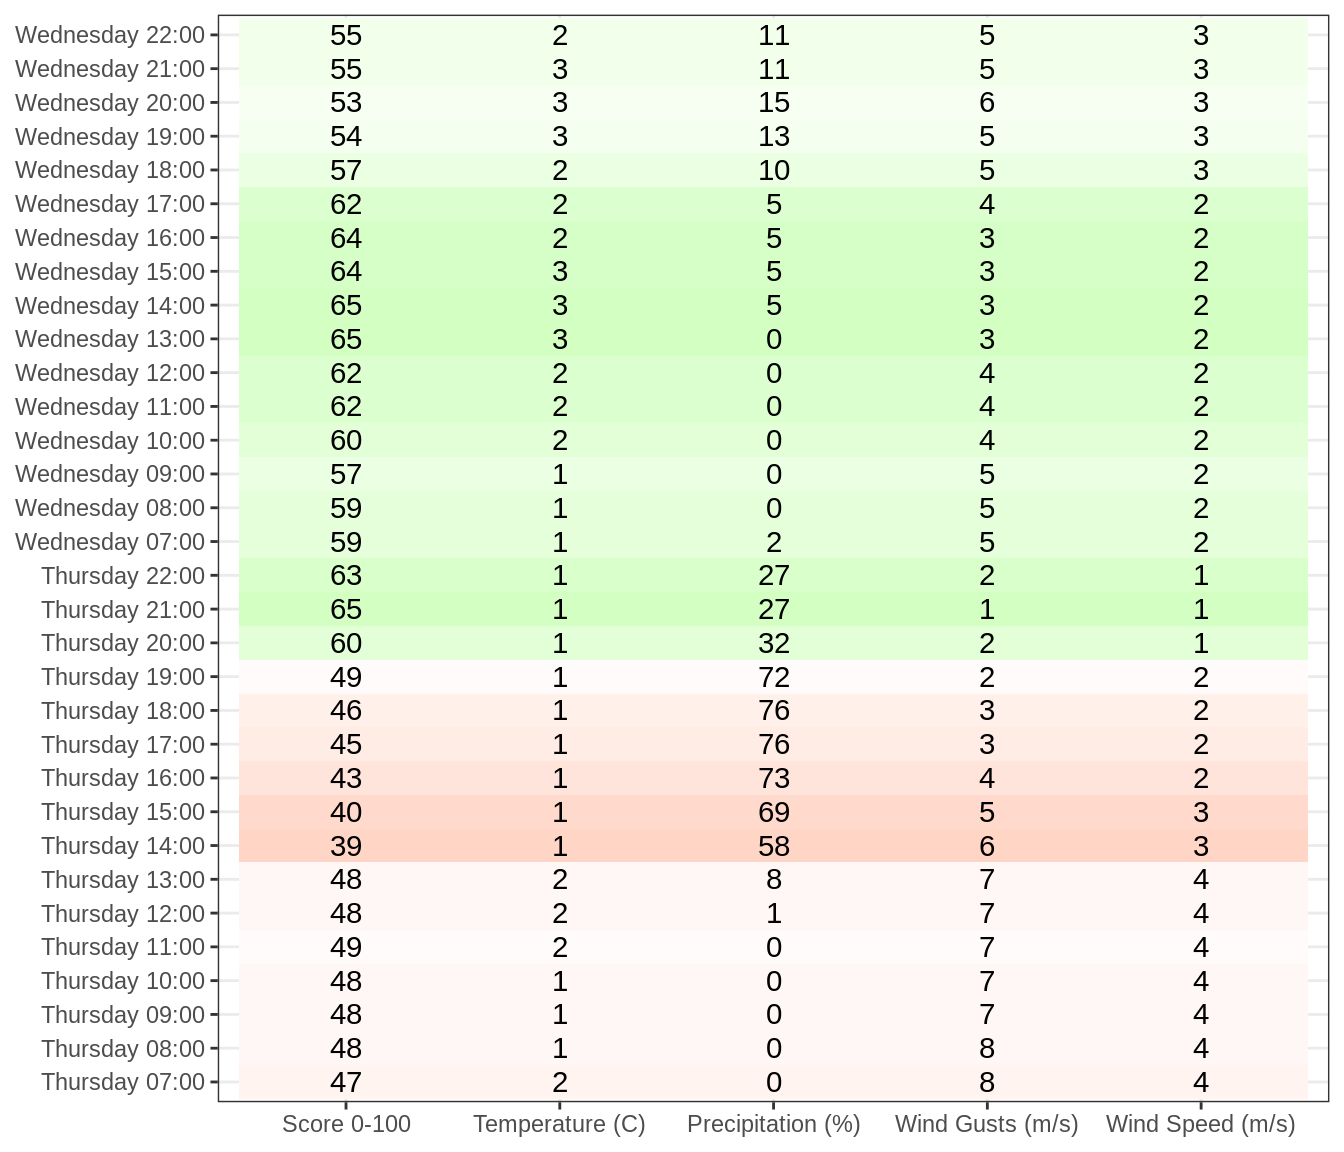 Wednesday 22:00 55 2 11 5 3
Wednesday 21:00 55 3 11 5 3
Wednesday 20:00 53 3 15 6 3
Wednesday 19:00 54 3 13 5 3
Wednesday 18:00 57 2 10 5 3
Wednesday 17:00 62 2 5 4 2
Wednesday 16:00 64 2 5 3 2
Wednesday 15:00 64 3 5 3 2
Wednesday 14:00 65 3 5 3 2
Wednesday 13:00 65 3 0 3 2
Wednesday 12:00 62 2 0 4 2
Wednesday 11:00 62 2 0 4 2
Wednesday 10:00 60 2 0 4 2
Wednesday 09:00 57 1 0 5 2
Wednesday 08:00 59 1 0 5 2
Wednesday 07:00 59 1 2 5 2
Thursday 22:00 63 1 27 2 1
Thursday 21:00 65 1 27 1 1
Thursday 20:00 60 1 32 2 1
Thursday 19:00 49 1 72 2 2
Thursday 18:00 46 1 76 3 2
Thursday 17:00 45 1 76 3 2
Thursday 16:00 43 1 73 4 2
Thursday 15:00 40 1 69 5 3
Thursday 14:00 39 1 58 6 3
Thursday 13:00 48 2 8 7 4
Thursday 12:00 48 2 1 7 4
Thursday 11:00 49 2 0 7 4
Thursday 10:00 48 1 0 7 4
Thursday 09:00 48 1 0 7 4
Thursday 08:00 48 1 0 8 4
Thursday 07:00 47 2 0 8 4
Score 0-100 Temperature (C) Precipitation (%) Wind Gusts (m/s) Wind Speed (m/s)